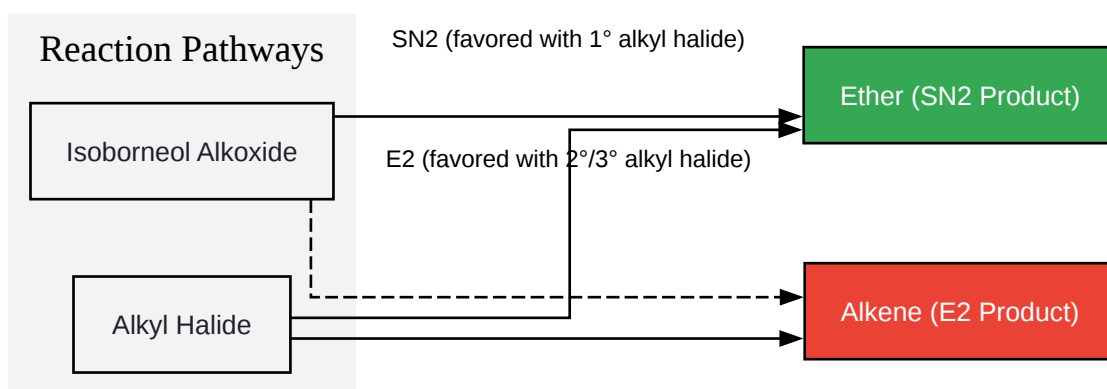 Reaction Pathways
SN2 (favored with 1° alkyl halide)
Ether (SN2 Product)
Isoborneol Alkoxide
E2 (favored with 2°/3° alkyl halide)
Alkyl Halide
Alkene (E2 Product)